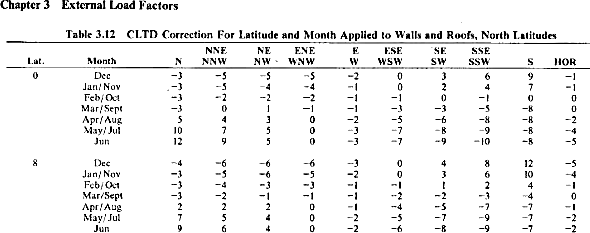 Chapter 3 External Load Factors
Table 3.12 CLTD Correction For Latitude and Month Applied to Walls and Roofs, North Latitudes
NNE NE ENE E ESE SE SSE
Lat. Month N NNW NW WNW W WSW SW SSW S HOR
0 Dec −3 −5 −5 −5 −2 0 3 6 9 −1
Jan/Nov −3 −5 −4 −4 −1 0 2 4 7 −1
Feb/Oct −3 −2 −2 −2 −1 −1 0 −1 0 0
Mar/Sept −3 0 1 −1 −1 −3 −3 −5 −8 0
Apr/Aug 5 4 3 0 −2 −5 −6 −8 −8 −2
May/Jul 10 7 5 0 −3 −7 −8 −9 −8 −4
Jun 12 9 5 0 −3 −7 −9 −10 −8 −5
8 Dec −4 −6 −6 −6 −3 0 4 8 12 −5
Jan/Nov −3 −5 −6 −5 −2 0 3 6 10 −4
Feb/Oct −3 −4 −3 −3 −1 −1 1 2 4 −1
Mar/Sept −3 −2 −1 −1 −1 −2 −2 −3 −4 0
Apr/Aug 2 2 2 0 −1 −4 −5 −7 −7 −1
May/Jul 7 5 4 0 −2 −5 −7 −9 −7 −2
Jun 9 6 4 0 −2 −6 −8 −9 −7 −2